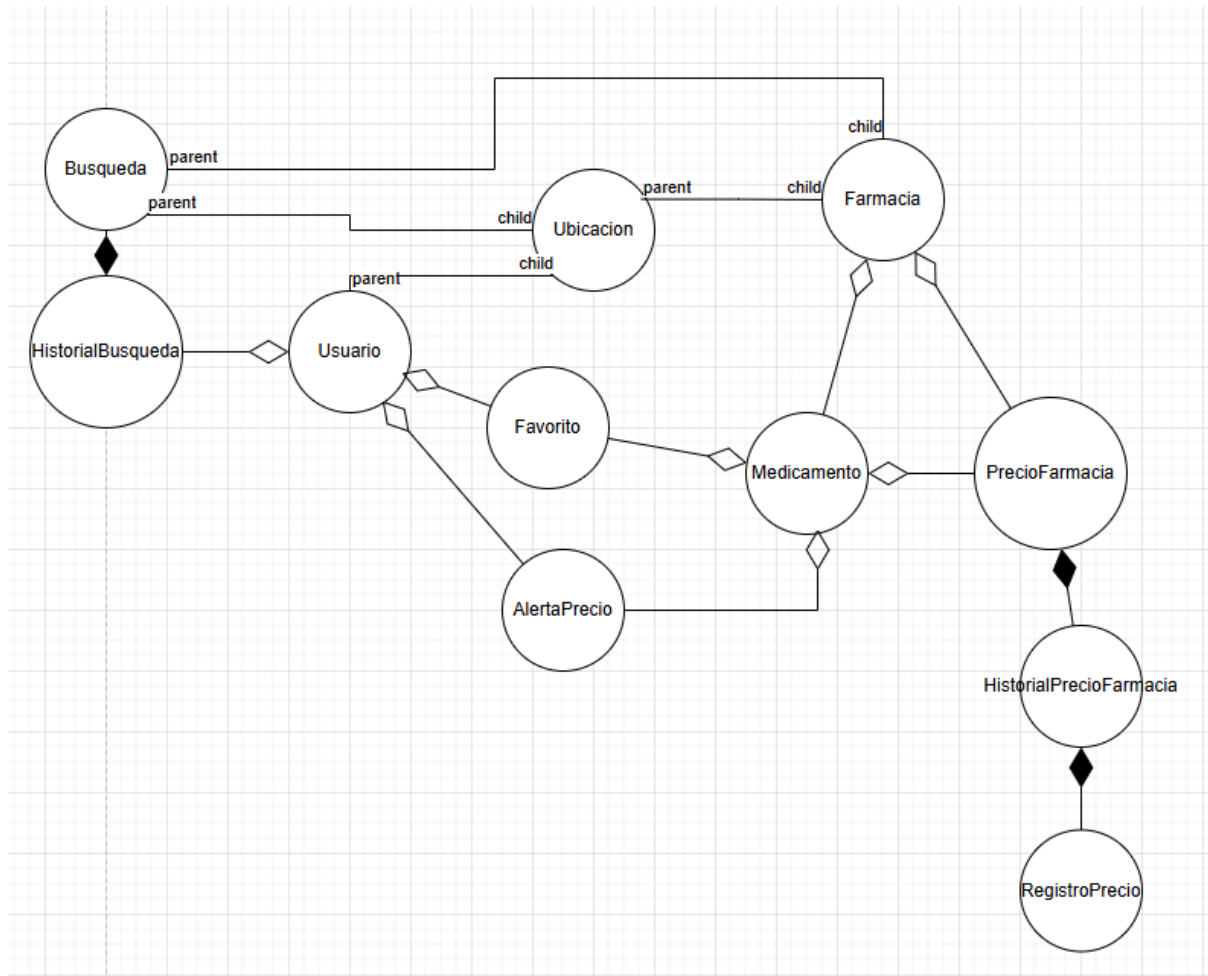 child
Busqueda
parent
parent
child
Farmacia
parent
child
Ubicacion
child
parent
HistorialBusqueda
Usuario
Favorito
Medicamento
PrecioFarmacia
AlertaPrecio
HistorialPrecioFarmacia
RegistroPrecio